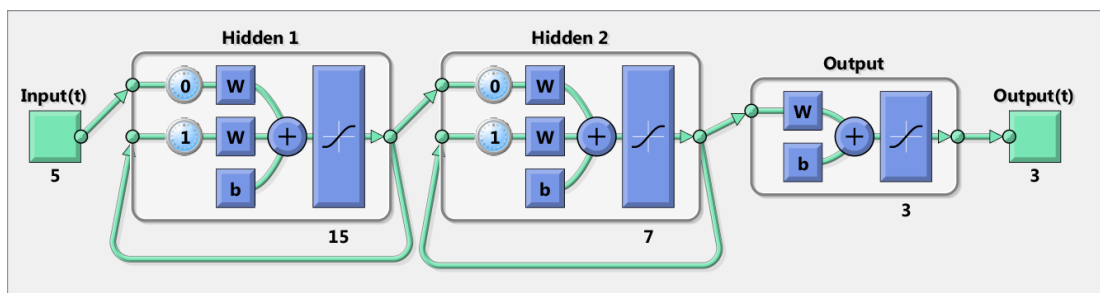 Hidden 1
Hidden 2
Output
Input(t)
Output(t)
0
W
0
W
W
1
W
+
1
W
+
+
b
b
b
5
3
15
7
3